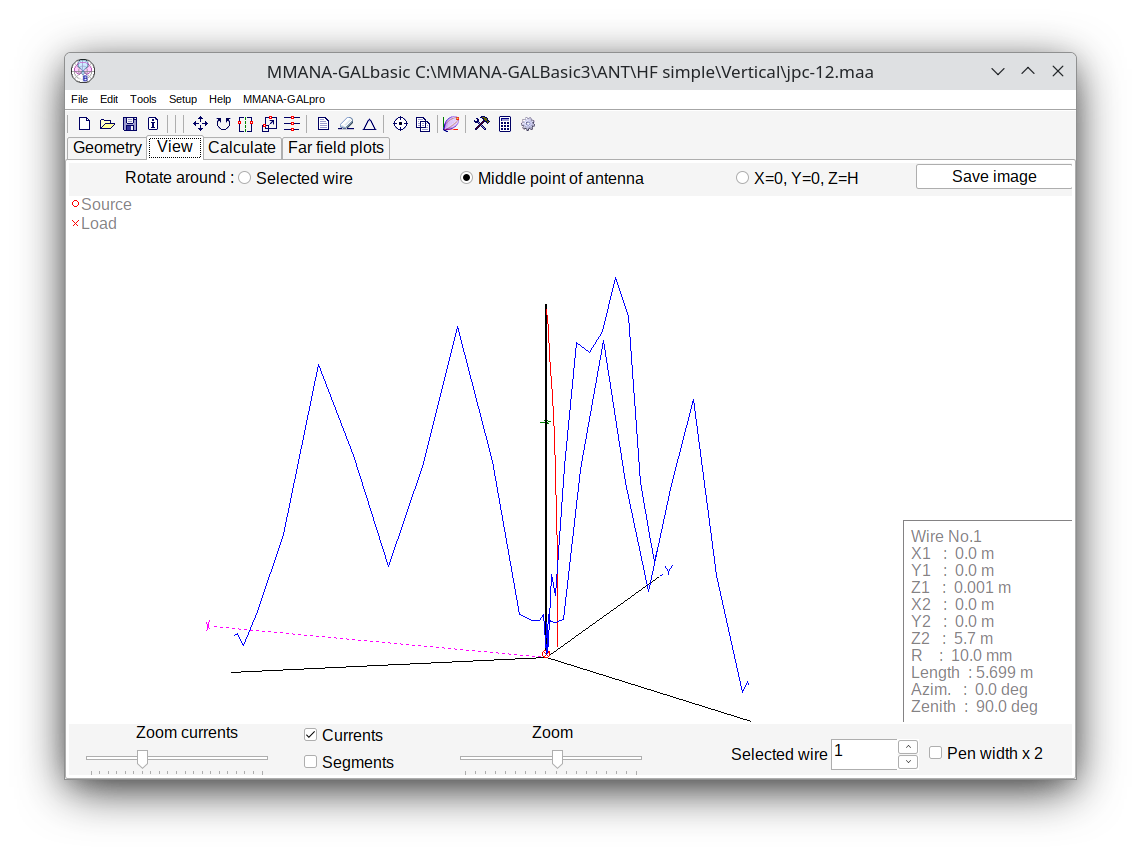 MMANA-GALbasic C:\MMANA-GALBasic3\ANT\HF simple\Vertical\jpc-12.maa
File Edit Tools Setup Help MMANA-GALpro
Geometry View Calculate Far field plots
Rotate around : Selected wire Middle point of antenna X=0, Y=0, Z=H Save image
Source
Load
Y
X
Wire No.1
X1 : 0.0 m
Y1 : 0.0 m
Z1 : 0.001 m
X2 : 0.0 m
Y2 : 0.0 m
Z2 : 5.7 m
R : 10.0 mm
Length : 5.699 m
Azim. : 0.0 deg
Zenith : 90.0 deg
Zoom currents Currents Zoom
Segments
Selected wire 1 Pen width x 2